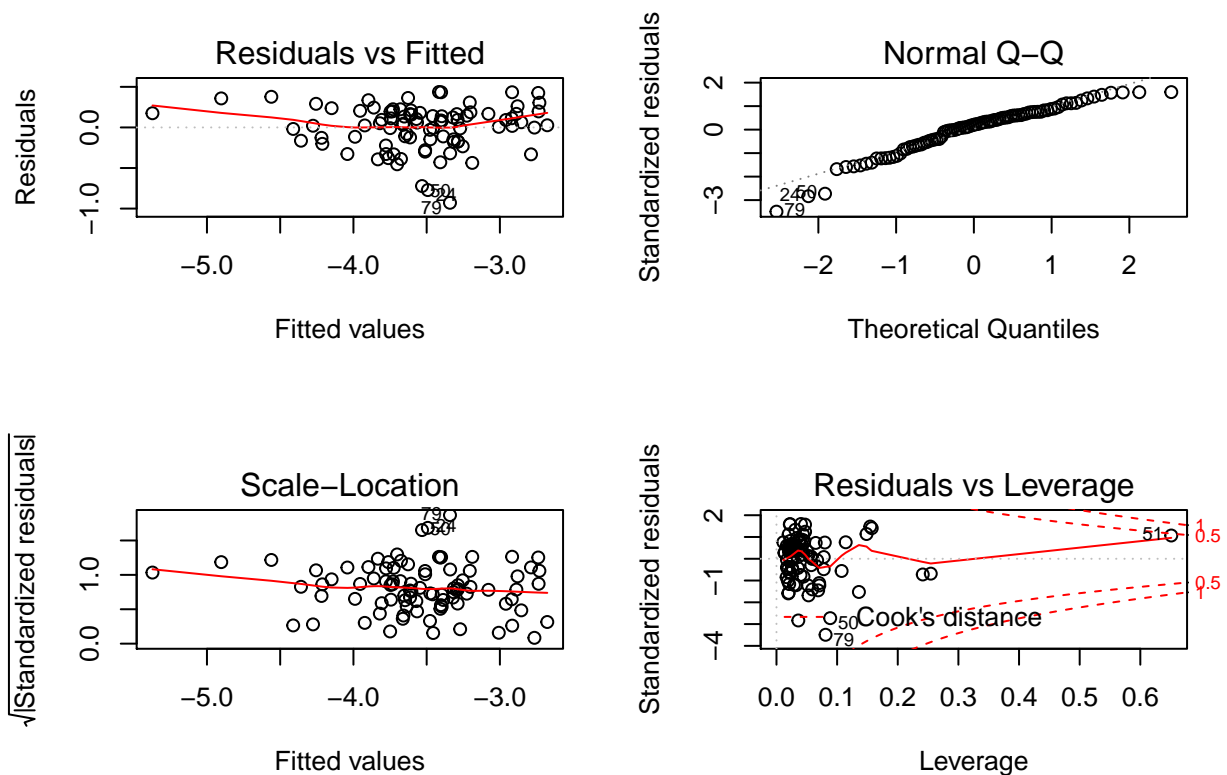 Residuals vs Fitted
Residuals
0.0
−1.0
50
24
79
−5.0 −4.0 −3.0
Fitted values
Normal Q−Q
Standardized residuals
2
0
−3
24
50
79
−2 −1 0 1 2
Theoretical Quantiles
Scale−Location
√|Standardized residuals|
1.0
0.0
79
24
50
−5.0 −4.0 −3.0
Fitted values
Residuals vs Leverage
Standardized residuals
2
−1
−4
51
1
0.5
0.5
1
Cook's distance
50
79
0.0 0.1 0.2 0.3 0.4 0.5 0.6
Leverage